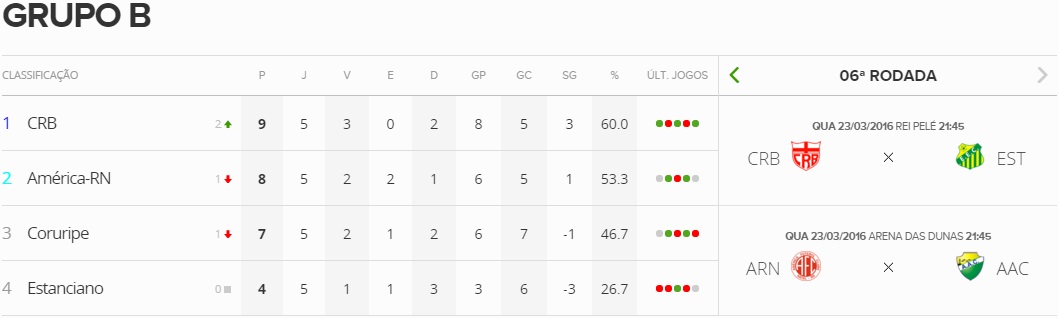 GRUPO B
CLASSIFICAÇÃO P J V E D GP GC SG % ÚLT. JOGOS
1 CRB 2 9 5 3 0 2 8 5 3 60.0
2 América-RN 1 8 5 2 2 1 6 5 1 53.3
3 Coruripe 1 7 5 2 1 2 6 7 -1 46.7
4 Estanciano 0 4 5 1 1 3 3 6 -3 26.7
06ª RODADA
QUA 23/03/2016 REI PELÉ 21:45
CRB CRB × EST
QUA 23/03/2016 ARENA DAS DUNAS 21:45
ARN AFC × AAC